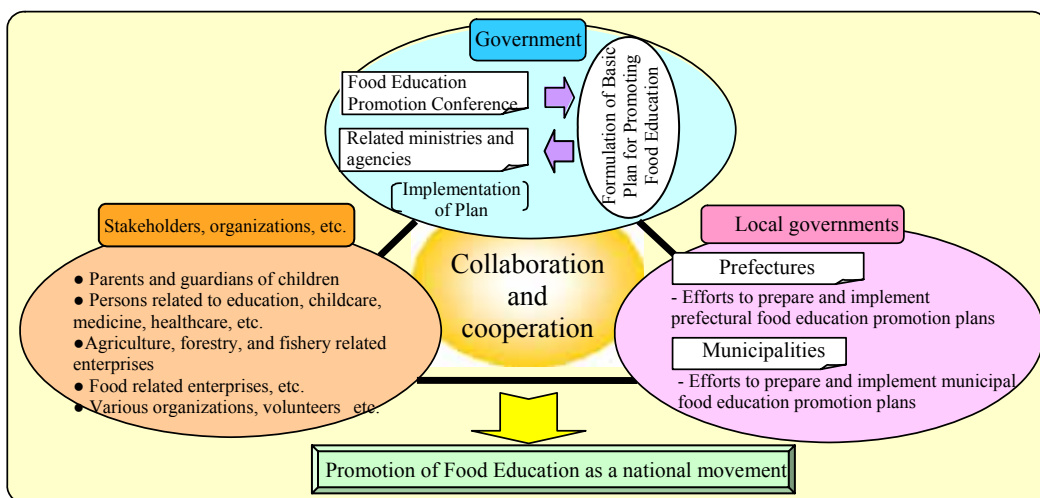 Government
Food Education
Promotion Conference
Related ministries and
agencies
Implementation
of Plan
Formulation of Basic
Plan for Promoting
Food Education
Stakeholders, organizations, etc.
● Parents and guardians of children
● Persons related to education, childcare,
medicine, healthcare, etc.
●Agriculture, forestry, and fishery related
enterprises
● Food related enterprises, etc.
● Various organizations, volunteers etc.
Collaboration
and
cooperation
Local governments
Prefectures
- Efforts to prepare and implement
prefectural food education promotion plans
Municipalities
- Efforts to prepare and implement municipal
food education promotion plans
Promotion of Food Education as a national movement